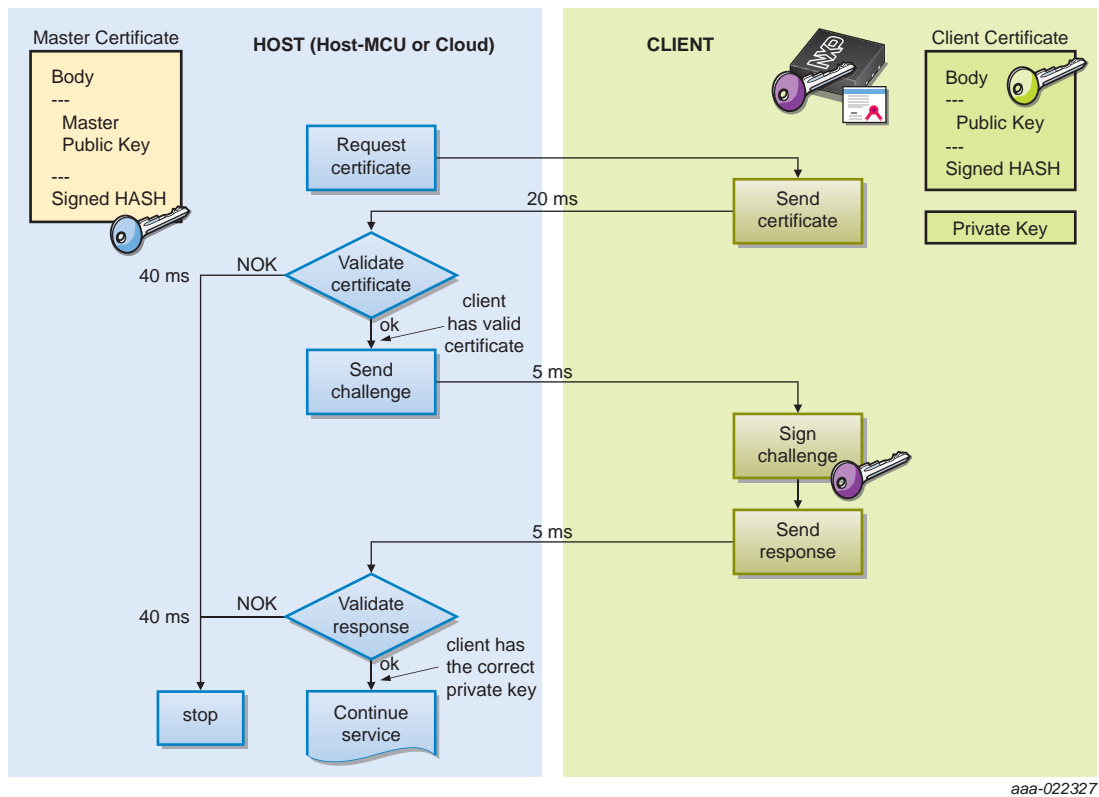 Master Certificate
Body
---
Master
Public Key
---
Signed HASH
HOST (Host-MCU or Cloud)
CLIENT
NXP
Client Certificate
Body
---
Public Key
---
Signed HASH
Private Key
Request
certificate
Send
certificate
20 ms
Validate
certificate
NOK
40 ms
ok
client
has valid
certificate
Send
challenge
5 ms
Sign
challenge
Send
response
5 ms
Validate
response
NOK
40 ms
ok
client has
the correct
private key
stop
Continue
service
aaa-022327